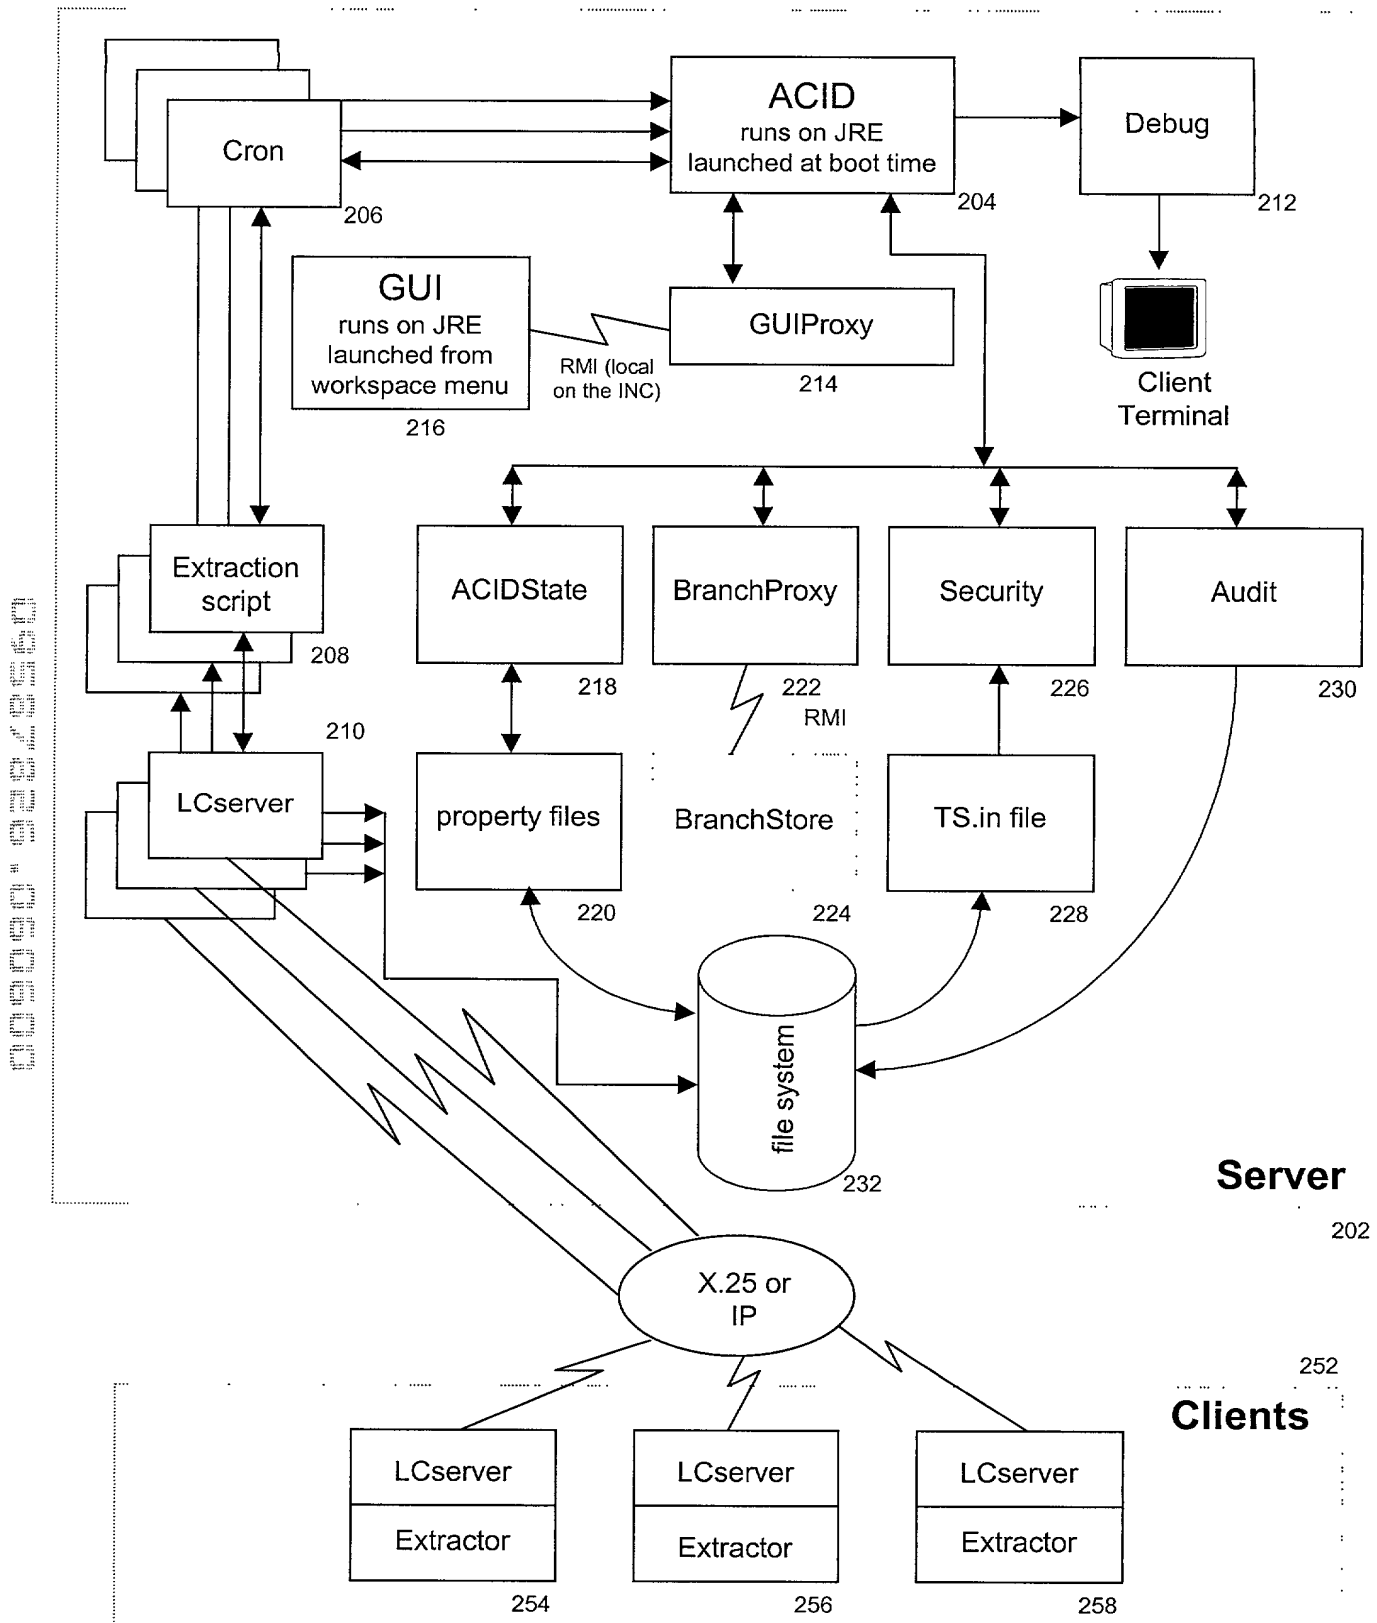 Cron
206
ACID
runs on JRE
launched at boot time
204
Debug
212
Client
Terminal
GUI
runs on JRE
launched from
workspace menu
216
RMI (local
on the INC)
GUIProxy
214
Extraction
script
208
ACIDState
218
BranchProxy
222
RMI
Security
226
Audit
230
210
LCserver
property files
220
BranchStore
224
TS.in file
228
file system
232
Server
202
X.25 or
IP
252
Clients
LCserver
Extractor
254
LCserver
Extractor
256
LCserver
Extractor
258